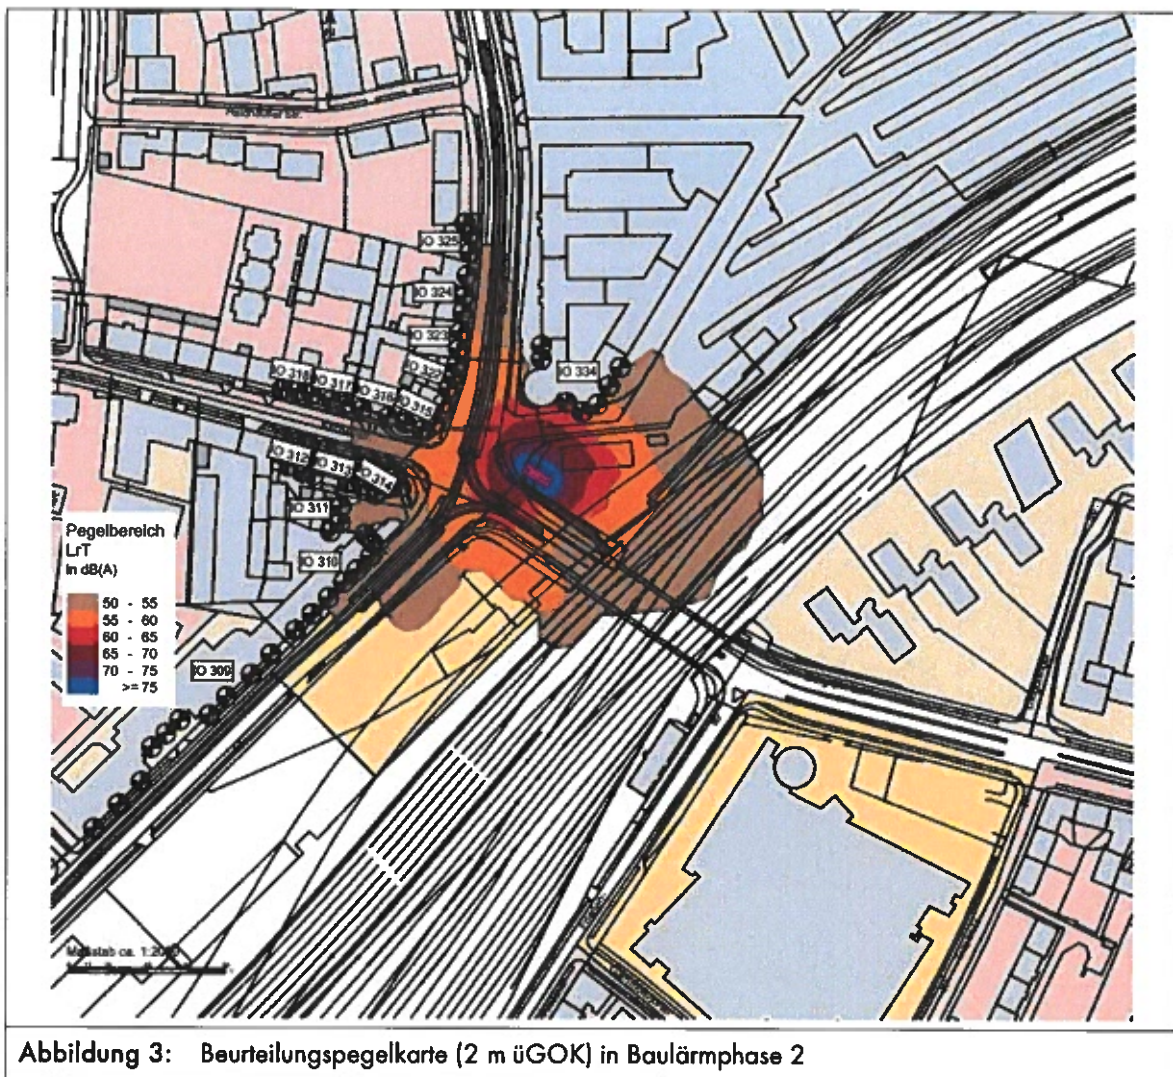 IO 325
IO 324
IO 323
IO 322
IO 334
IO 318
IO 317
IO 316
IO 315
IO 312
IO 313
IO 314
IO 311
IO 310
IO 309
Pegelbereich
LrT
in dB(A)
50 - 55
55 - 60
60 - 65
65 - 70
70 - 75
>= 75
Maßstab ca.
Abbildung 3: Beurteilungspegelkarte (2 m üGOK) in Baulärmphase 2